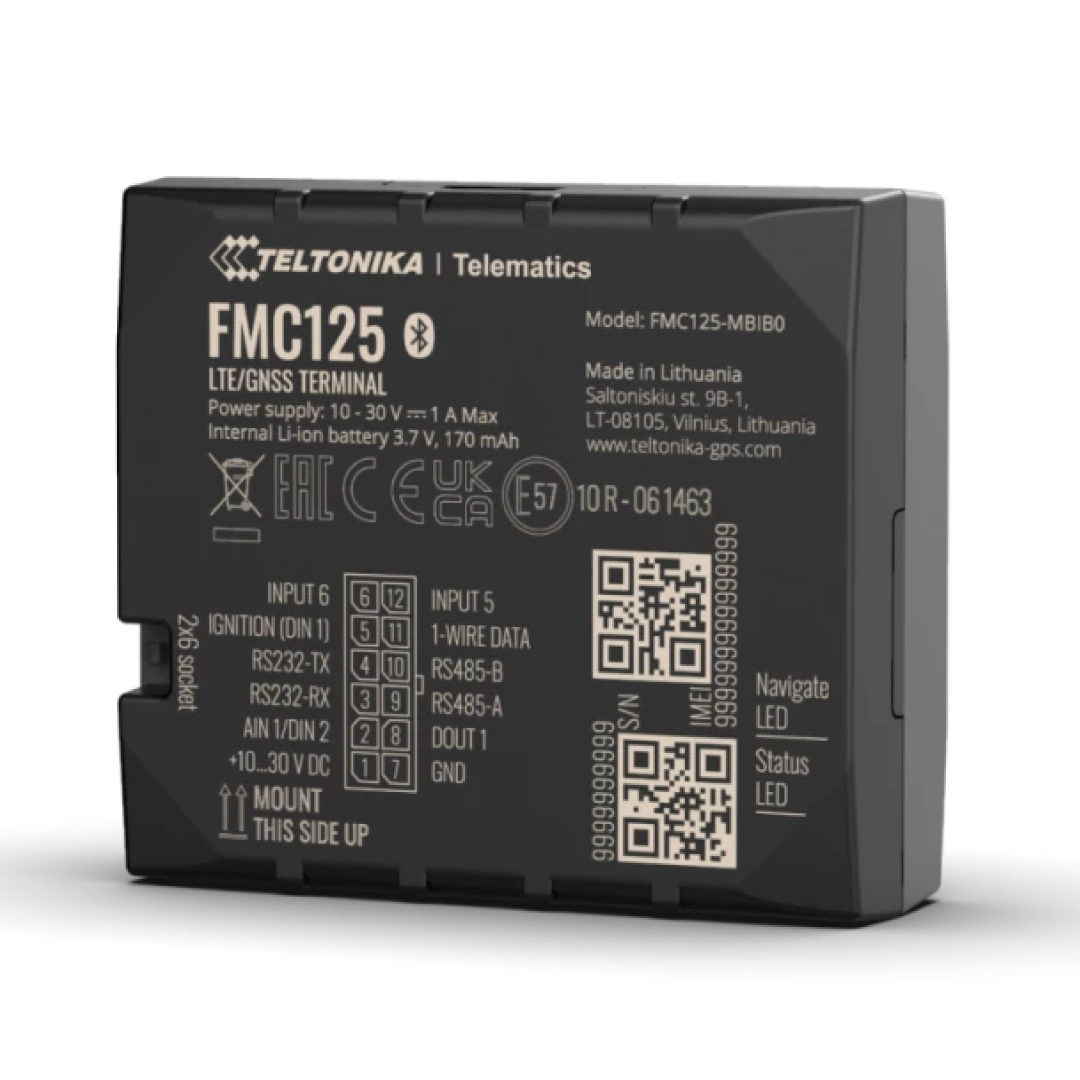 TELTONIKA | Telematics
FMC125
LTE/GNSS TERMINAL
Power supply: 10 - 30 V ⎓ 1 A Max
Internal Li-ion battery 3.7 V, 170 mAh
Model: FMC125-MBIB0
Made in Lithuania
Saltoniskiu st. 9B-1,
LT-08105, Vilnius, Lithuania
www.teltonika-gps.com
EAC CE UK CA E57 10 R - 06 1463
2x6 socket
INPUT 6 6 12 INPUT 5
IGNITION (DIN 1) 5 11 1-WIRE DATA
RS232-TX 4 10 RS485-B
RS232-RX 3 9 RS485-A
AIN 1/DIN 2 2 8 DOUT 1
+10...30 V DC 1 7 GND
MOUNT
THIS SIDE UP
IMEI
S/N
Navigate
LED
Status
LED